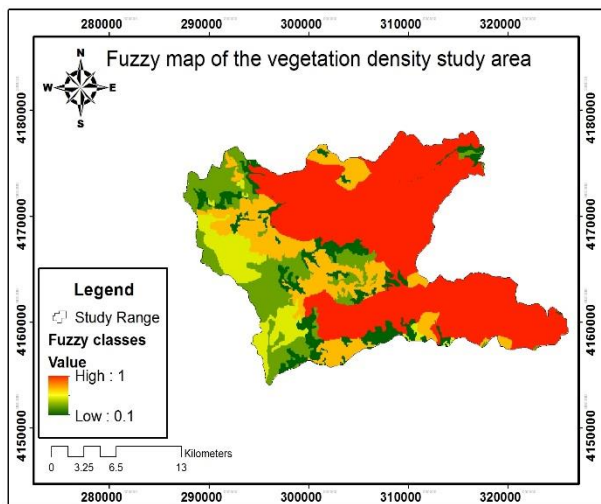 280000 290000 300000 310000 320000
Fuzzy map of the vegetation density study area
N
W E
S
4180000 4180000
4170000 4170000
4160000 4160000
4150000 4150000
Legend
Study Range
Fuzzy classes
Value
High : 1
Low : 0.1
Kilometers
0 3.25 6.5 13
280000 290000 300000 310000 320000